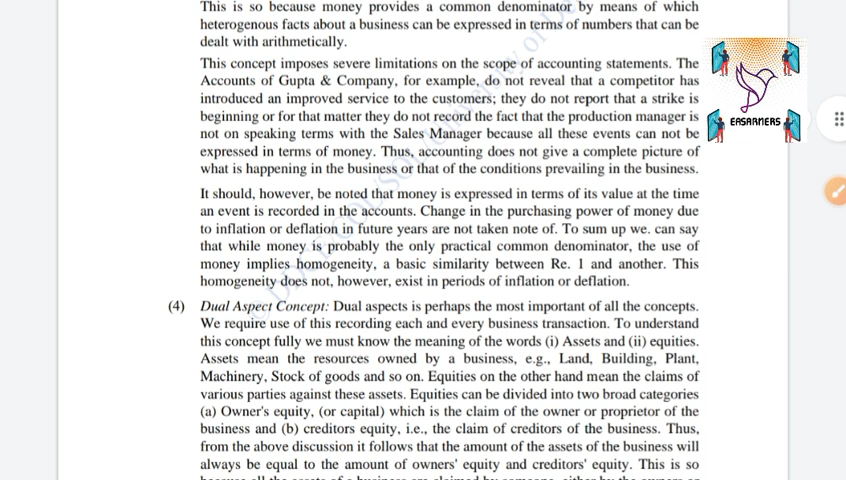 This is so because money provides a common denominator by means of which
heterogenous facts about a business can be expressed in terms of numbers that can be
dealt with arithmetically.
This concept imposes severe limitations on the scope of accounting statements. The
Accounts of Gupta & Company, for example, do not reveal that a competitor has
introduced an improved service to the customers; they do not report that a strike is
beginning or for that matter they do not record the fact that the production manager is
not on speaking terms with the Sales Manager because all these events can not be
expressed in terms of money. Thus, accounting does not give a complete picture of
what is happening in the business or that of the conditions prevailing in the business.
It should, however, be noted that money is expressed in terms of its value at the time
an event is recorded in the accounts. Change in the purchasing power of money due
to inflation or deflation in future years are not taken note of. To sum up we. can say
that while money is probably the only practical common denominator, the use of
money implies homogeneity, a basic similarity between Re. 1 and another. This
homogeneity does not, however, exist in periods of inflation or deflation.
(4) Dual Aspect Concept: Dual aspects is perhaps the most important of all the concepts.
We require use of this recording each and every business transaction. To understand
this concept fully we must know the meaning of the words (i) Assets and (ii) equities.
Assets mean the resources owned by a business, e.g., Land, Building, Plant,
Machinery, Stock of goods and so on. Equities on the other hand mean the claims of
various parties against these assets. Equities can be divided into two broad categories
(a) Owner's equity, (or capital) which is the claim of the owner or proprietor of the
business and (b) creditors equity, i.e., the claim of creditors of the business. Thus,
from the above discussion it follows that the amount of the assets of the business will
always be equal to the amount of owners' equity and creditors' equity. This is so
EASARNERS